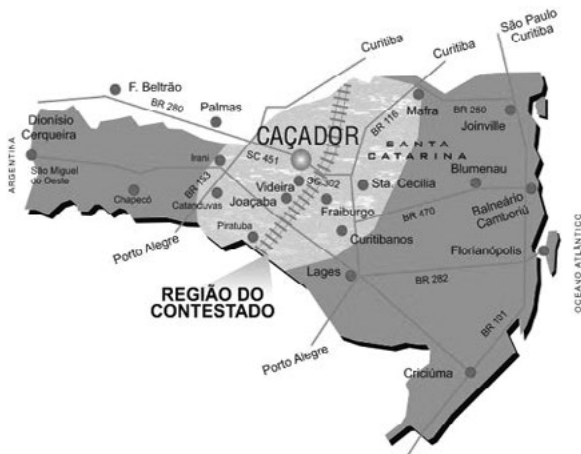 São Paulo
Curitiba
Curitiba
Curitiba
F. Beltrão
BR 280
Palmas
Mafra
BR 280
Joinville
Dionísio
Cerqueira
ARGENTINA
São Miguel
do Oeste
Chapecó
Irani
SC 451
CAÇADOR
BR 116
SANTA
CATARINA
BR 153
Catanduvas
Videira
SC 302
Joaçaba
Fraiburgo
Sta. Cecilia
Blumenau
BR 470
Balneário
Camboriú
Piratuba
Curitibanos
Florianópolis
OCEANO ATLÂNTICO
Porto Alegre
Lages
BR 282
REGIÃO DO
CONTESTADO
BR 101
Porto Alegre
Criciúma